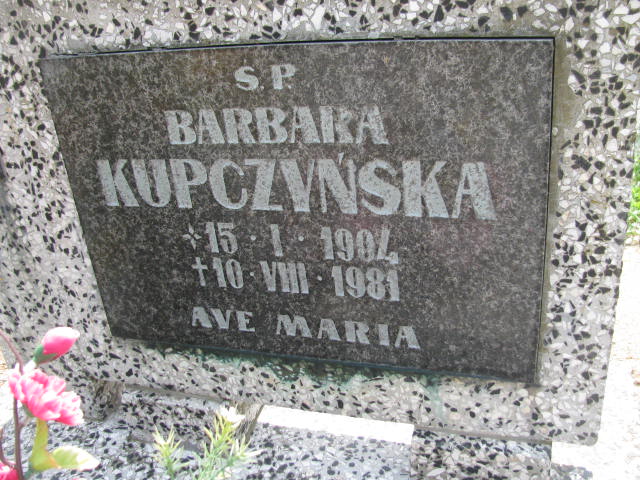 Ś.P.
BARBARA
KUPCZYŃSKA
* 15 · I · 1904
† 10 · VIII · 1981
AVE MARIA